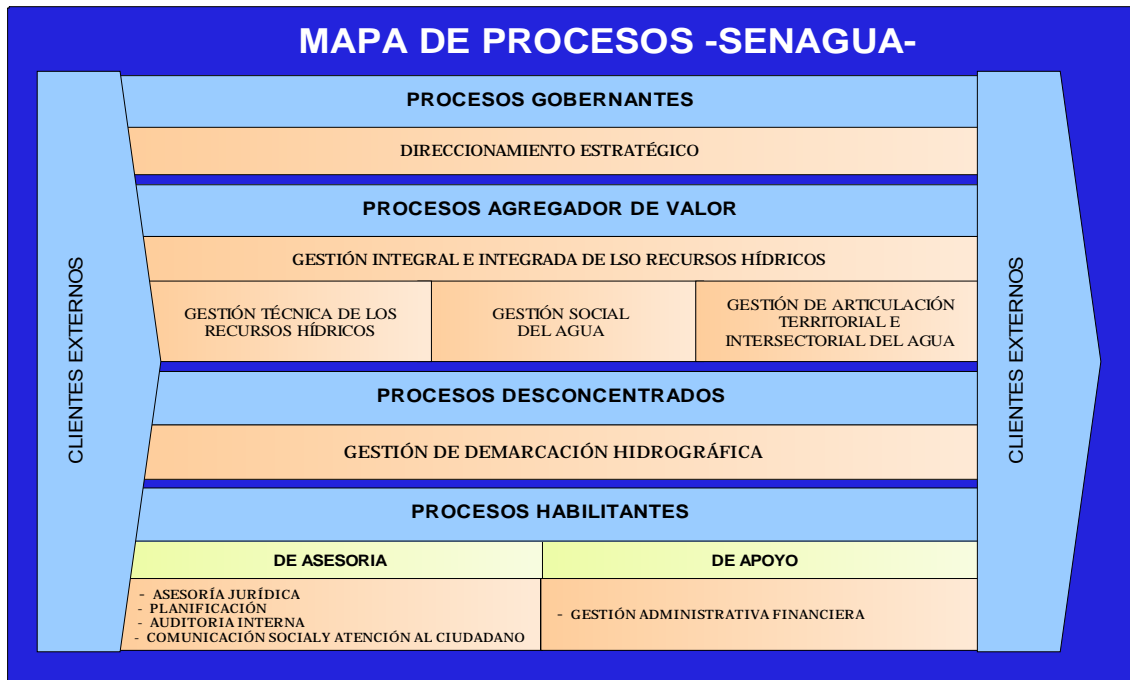 MAPA DE PROCESOS -SENAGUA-
CLIENTES EXTERNOS
PROCESOS GOBERNANTES
DIRECCIONAMIENTO ESTRATÉGICO
PROCESOS AGREGADOR DE VALOR
GESTIÓN INTEGRAL E INTEGRADA DE LSO RECURSOS HÍDRICOS
GESTIÓN TÉCNICA DE LOS
RECURSOS HÍDRICOS
GESTIÓN SOCIAL
DEL AGUA
GESTIÓN DE ARTICULACIÓN
TERRITORIAL E
INTERSECTORIAL DEL AGUA
PROCESOS DESCONCENTRADOS
GESTIÓN DE DEMARCACIÓN HIDROGRÁFICA
PROCESOS HABILITANTES
DE ASESORIA
DE APOYO
- ASESORÍA JURÍDICA
- PLANIFICACIÓN
- AUDITORIA INTERNA
- COMUNICACIÓN SOCIALY ATENCIÓN AL CIUDADANO
- GESTIÓN ADMINISTRATIVA FINANCIERA
CLIENTES EXTERNOS